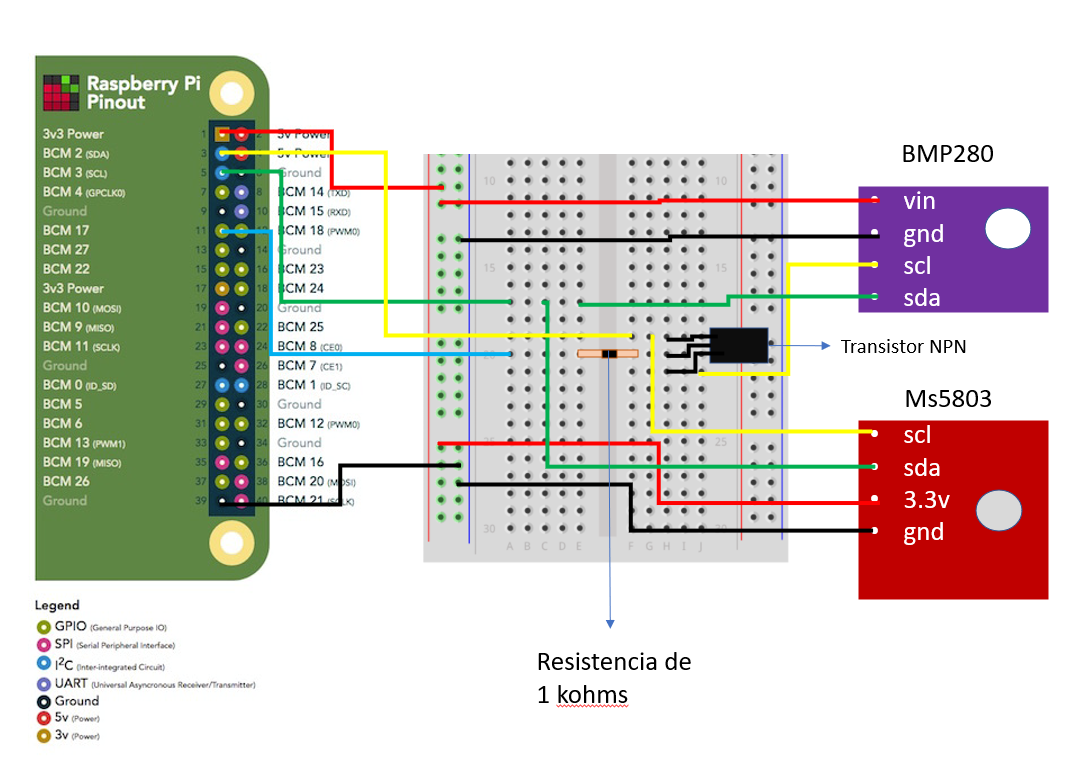 Raspberry Pi
Pinout
3v3 Power 1 2 5v Power
BCM 2 (SDA) 3 5v Power
BCM 3 (SCL) 5 6 Ground
BCM 4 (GPCLK0) 7 8 BCM 14 (TXD)
Ground 9 10 BCM 15 (RXD)
BCM 17 11 BCM 18 (PWM0)
BCM 27 13 14 Ground
BCM 22 15 16 BCM 23
3v3 Power 17 18 BCM 24
BCM 10 (MOSI) 19 20 Ground
BCM 9 (MISO) 21 22 BCM 25
BCM 11 (SCLK) 23 24 BCM 8 (CE0)
Ground 25 26 BCM 7 (CE1)
BCM 0 (ID_SD) 27 28 BCM 1 (ID_SC)
BCM 5 29 30 Ground
BCM 6 31 32 BCM 12 (PWM0)
BCM 13 (PWM1) 33 34 Ground
BCM 19 (MISO) 35 36 BCM 16
BCM 26 37 38 BCM 20 (MOSI)
Ground 39 40 BCM 21 (SCLK)
10 10
15 15
25
30
A B C D E F G H I J
BMP280
vin
gnd
scl
sda
Transistor NPN
Ms5803
scl
sda
3.3v
gnd
Resistencia de
1 kohms
Legend
GPIO (General Purpose IO)
SPI (Serial Peripheral Interface)
I²C (Inter-integrated Circuit)
UART (Universal Asyncronous Receiver/Transmitter)
Ground
5v (Power)
3v (Power)